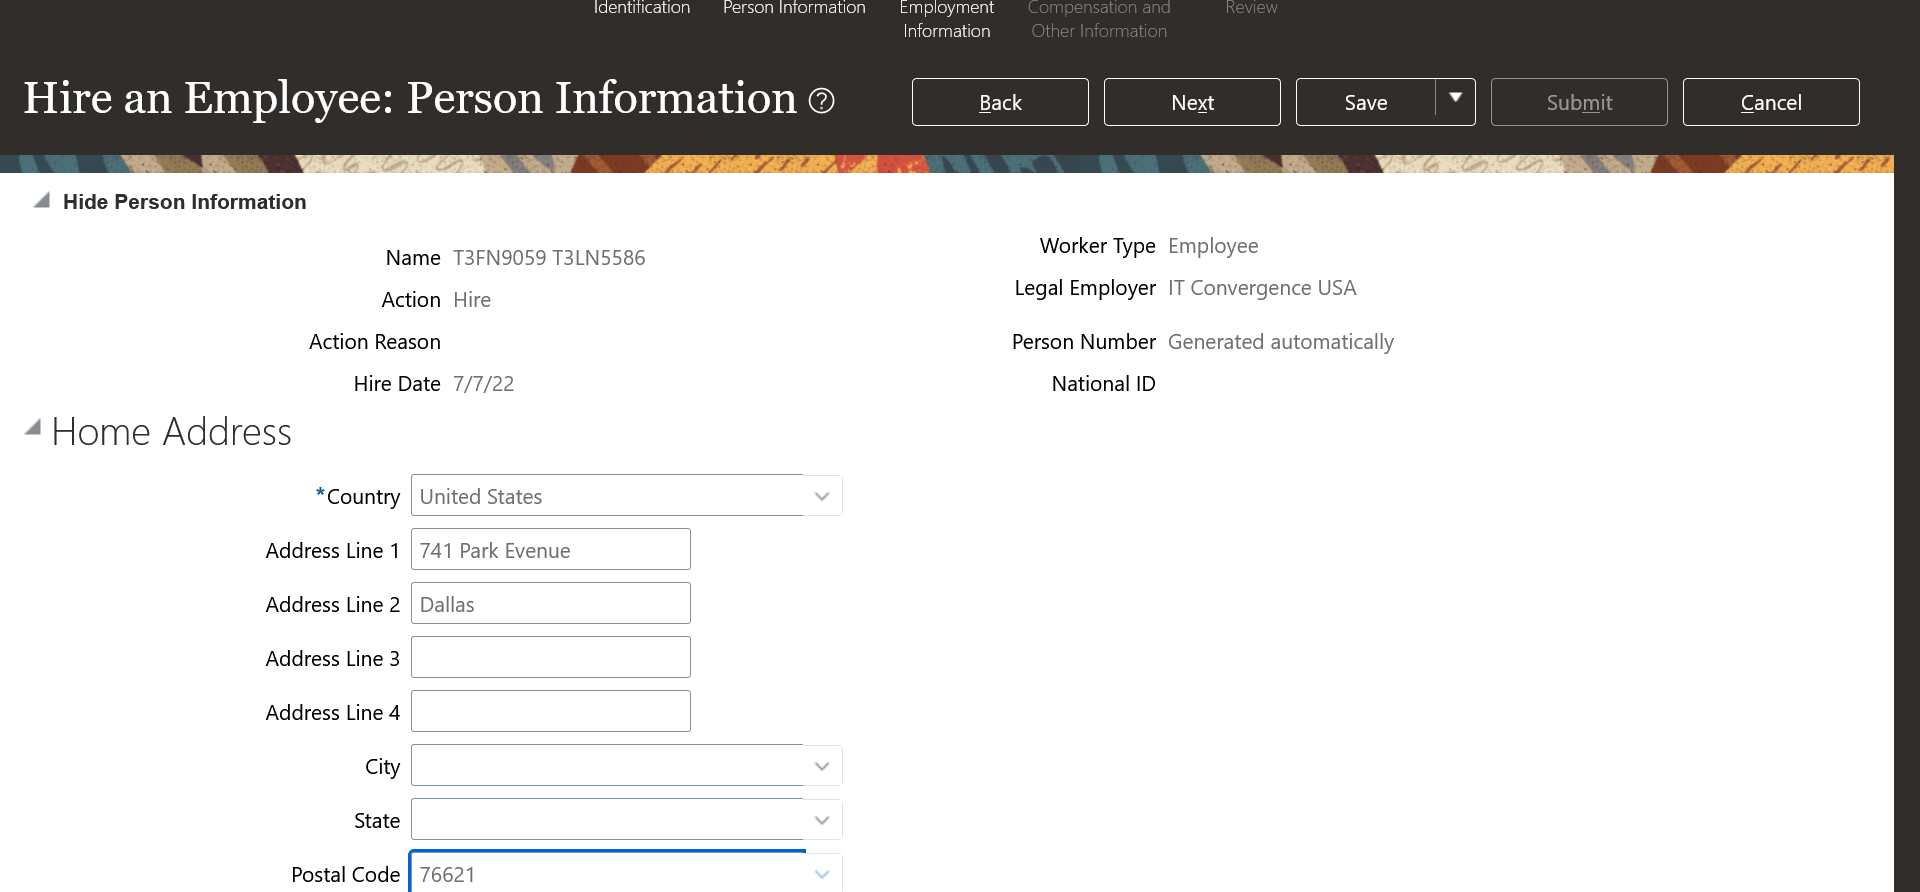 Identification
Person Information
Employment
Information
Compensation and
Other Information
Review
Hire an Employee: Person Information ?
Back
Next
Save
Submit
Cancel
Hide Person Information
Name T3FN9059 T3LN5586
Action Hire
Action Reason
Hire Date 7/7/22
Worker Type Employee
Legal Employer IT Convergence USA
Person Number Generated automatically
National ID
Home Address
*Country United States
Address Line 1 741 Park Evenue
Address Line 2 Dallas
Address Line 3
Address Line 4
City
State
Postal Code 76621